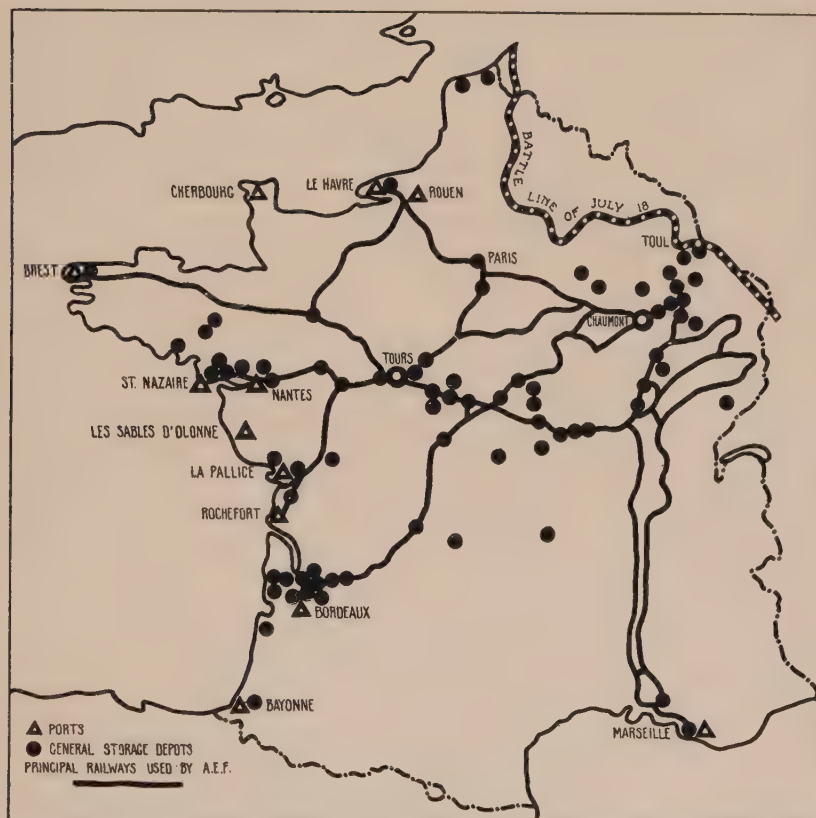 BATTLE LINE OF JULY 18
CHERBOURG
LE HAVRE
ROUEN
TOUL
PARIS
BREST
CHAUMONT
TOURS
ST. NAZAIRE
NANTES
LES SABLES D'OLONNE
LA PALLICE
ROCHEFORT
BORDEAUX
BAYONNE
MARSEILLE
PORTS
GENERAL STORAGE DEPOTS
PRINCIPAL RAILWAYS USED BY A.E.F.